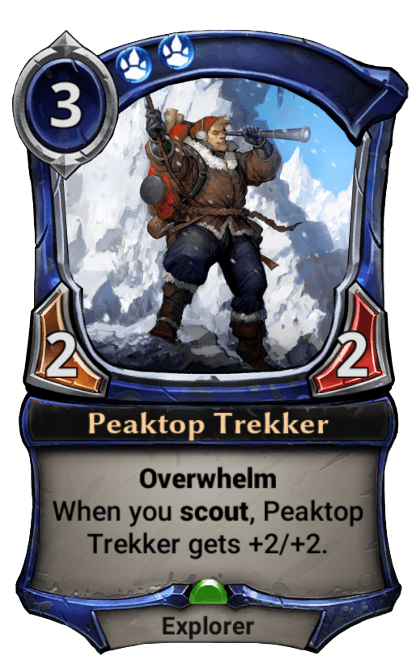 3
2
2
Peaktop Trekker
Overwhelm
When you scout, Peaktop
Trekker gets +2/+2.
Explorer